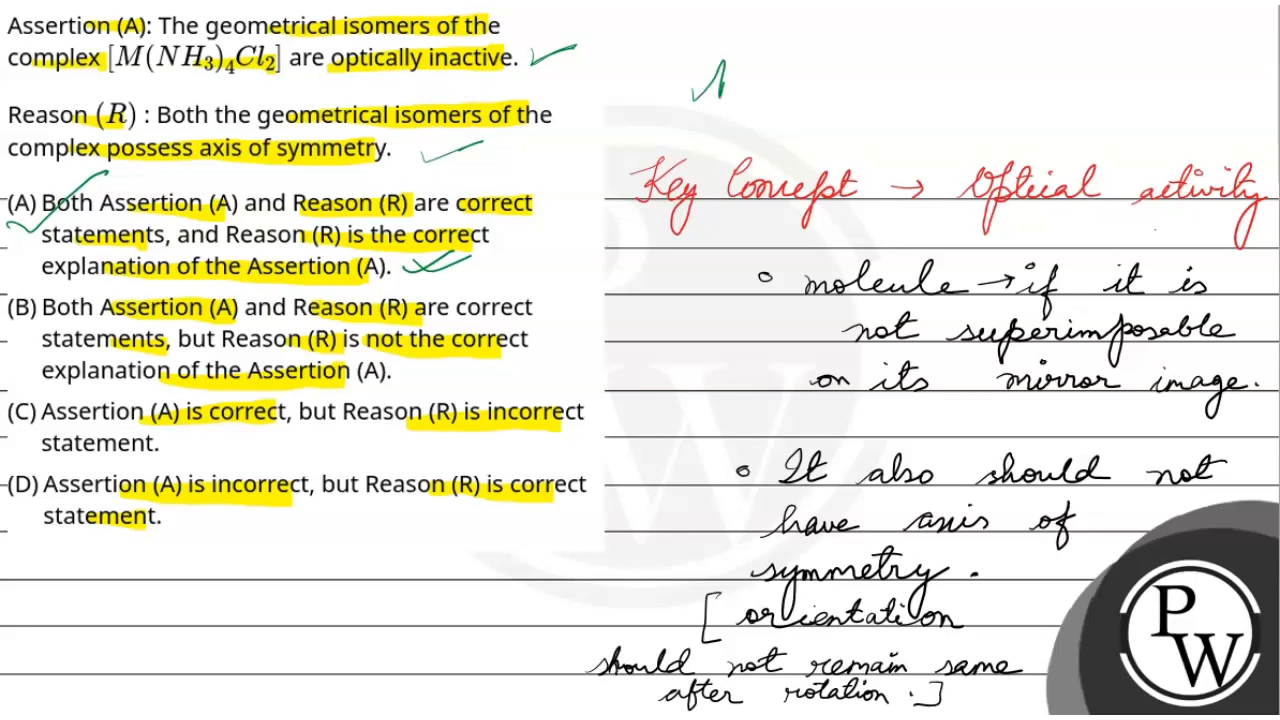 Assertion (A): The geometrical isomers of the
complex [M(NH₃)₄Cl₂] are optically inactive.
Reason (R) : Both the geometrical isomers of the
complex possess axis of symmetry.
(A) Both Assertion (A) and Reason (R) are correct
statements, and Reason (R) is the correct
explanation of the Assertion (A).
(B) Both Assertion (A) and Reason (R) are correct
statements, but Reason (R) is not the correct
explanation of the Assertion (A).
(C) Assertion (A) is correct, but Reason (R) is incorrect
statement.
(D) Assertion (A) is incorrect, but Reason (R) is correct
statement.
Key Concept → Optical activity
molecule → if it is
not superimposable
on its mirror image.
It also should not
have axis of
symmetry.
[orientation
should not remain same
after rotation.]
P
W